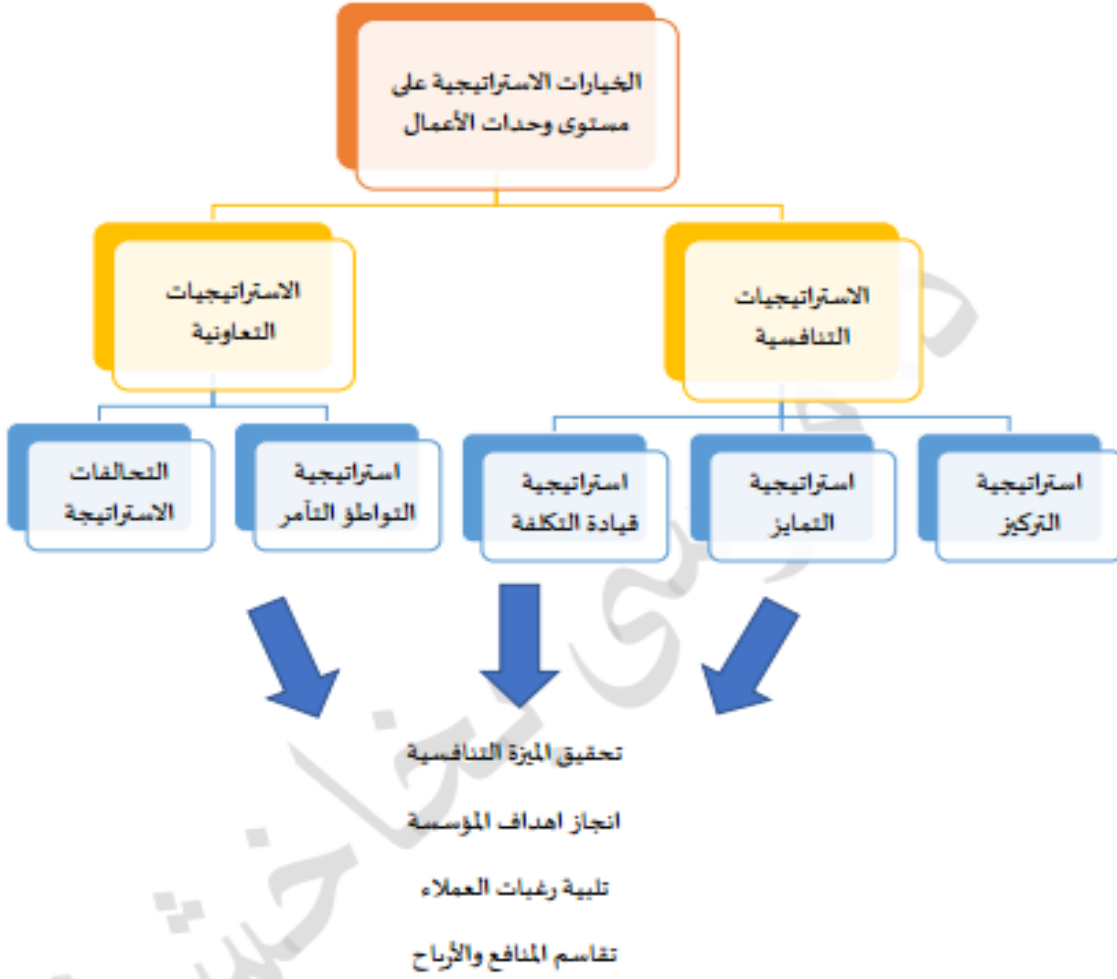 الخيارات الاستراتيجية على
مستوى وحدات الأعمال
الاستراتيجيات
التنافسية
الاستراتيجيات
التعاونية
استراتيجية
التركيز
استراتيجية
التمايز
استراتيجية
قيادة التكلفة
استراتيجية
التواطؤ التآمر
التحالفات
الاستراتيجة
تحقيق الميزة التنافسية
انجاز اهداف المؤسسة
تلبية رغبات العملاء
تقاسم المنافع والأرباح